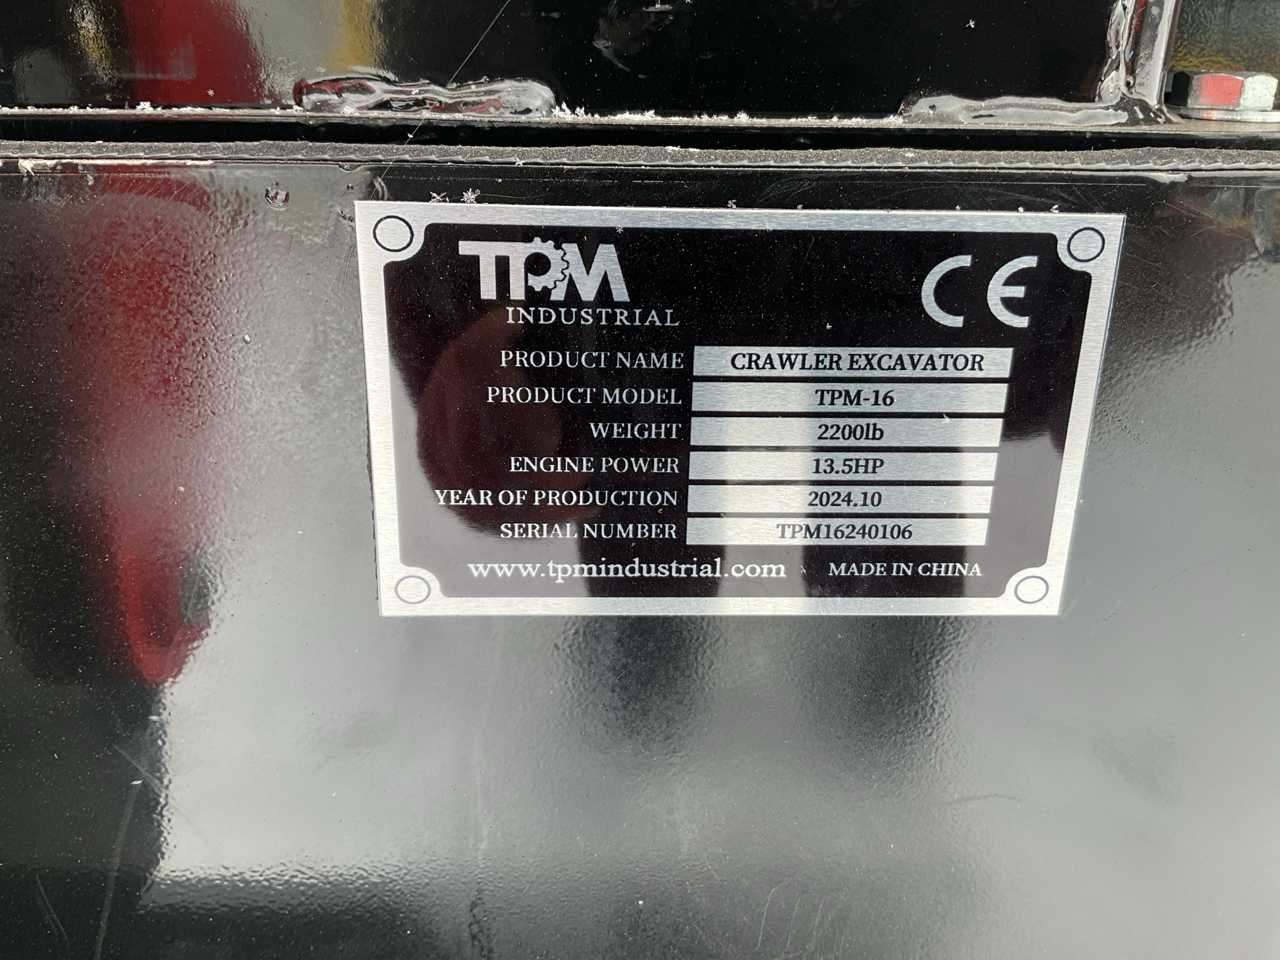 TPM
INDUSTRIAL
CE
PRODUCT NAME CRAWLER EXCAVATOR
PRODUCT MODEL TPM-16
WEIGHT 2200lb
ENGINE POWER 13.5HP
YEAR OF PRODUCTION 2024.10
SERIAL NUMBER TPM16240106
www.tpmindustrial.com MADE IN CHINA